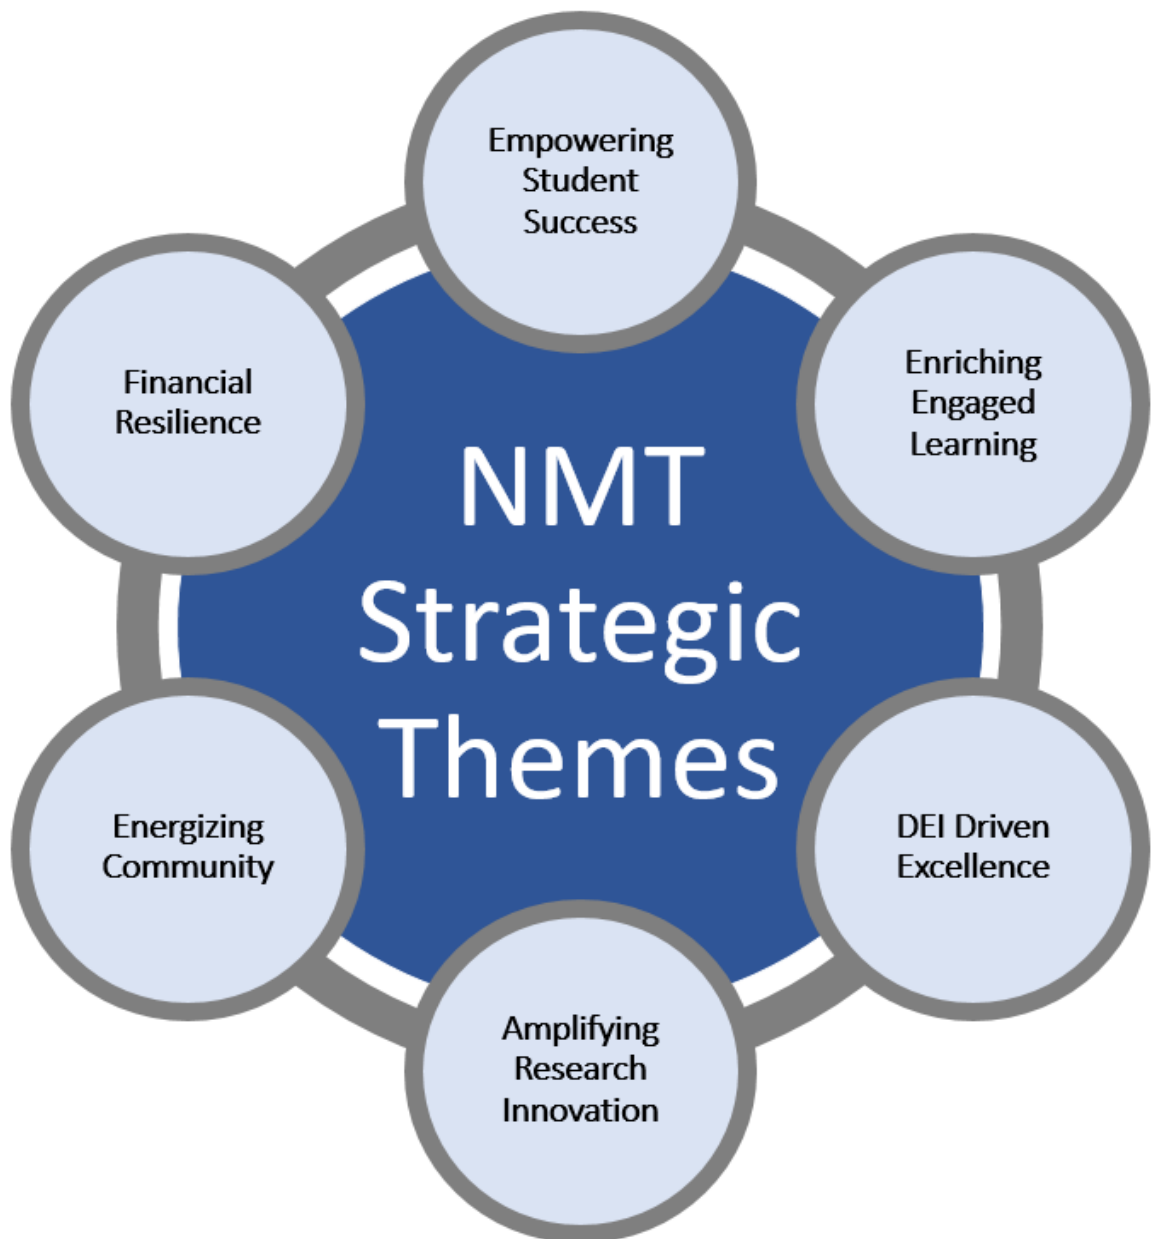 Empowering
Student
Success
Enriching
Engaged
Learning
DEI Driven
Excellence
Amplifying
Research
Innovation
Energizing
Community
Financial
Resilience
NMT
Strategic
Themes